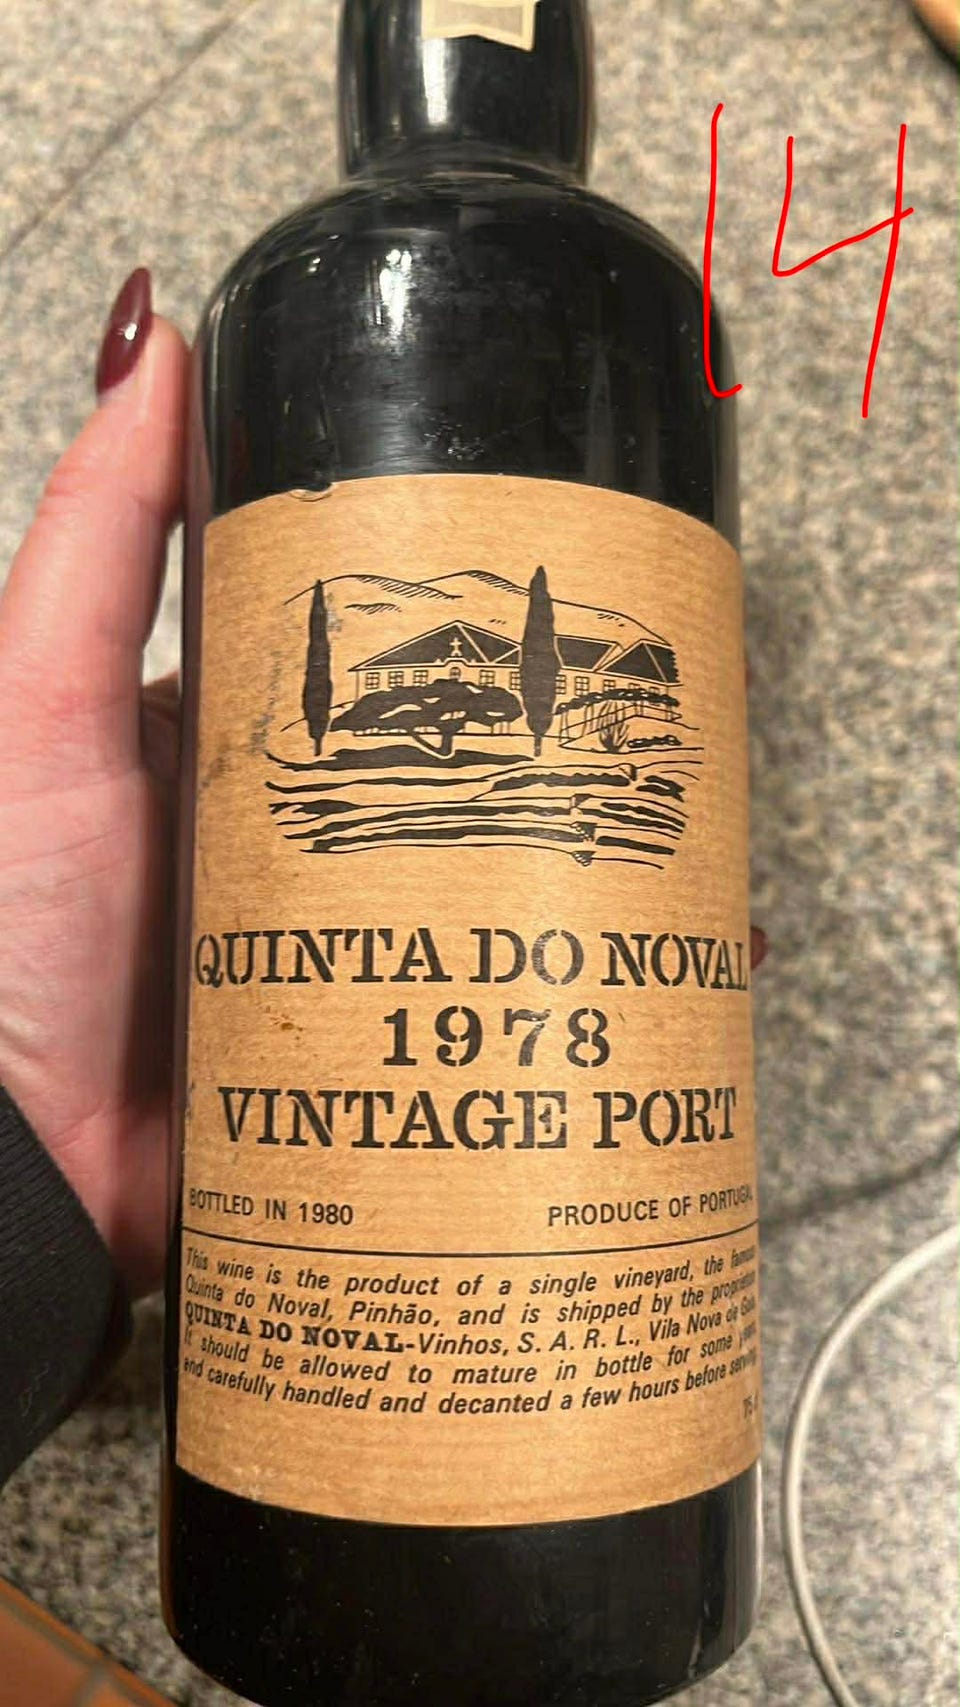 14
QUINTA DO NOVAL
1978
VINTAGE PORT
BOTTLED IN 1980 PRODUCE OF PORTUGAL
This wine is the product of a single vineyard, the famous
Quinta do Noval, Pinhão, and is shipped by the proprietors
QUINTA DO NOVAL-Vinhos, S. A. R. L., Vila Nova de Gaia.
It should be allowed to mature in bottle for some years
and carefully handled and decanted a few hours before serving